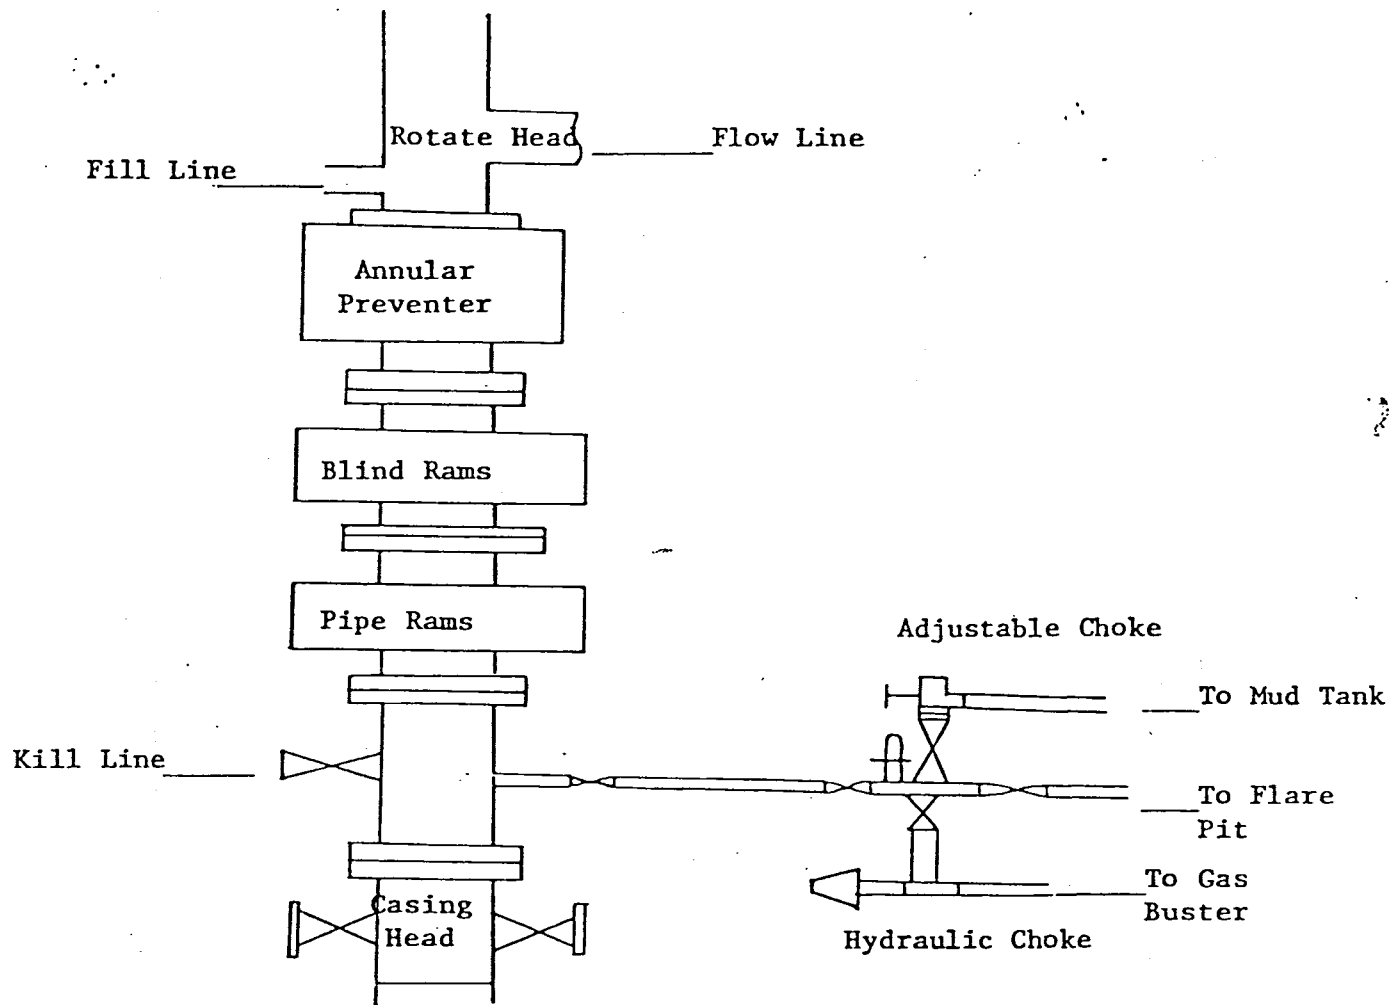 Rotate Head
Flow Line
Fill Line
Annular
Preventer
Blind Rams
Pipe Rams
Adjustable Choke
To Mud Tank
Kill Line
To Flare
Pit
To Gas
Buster
Casing
Head
Hydraulic Choke